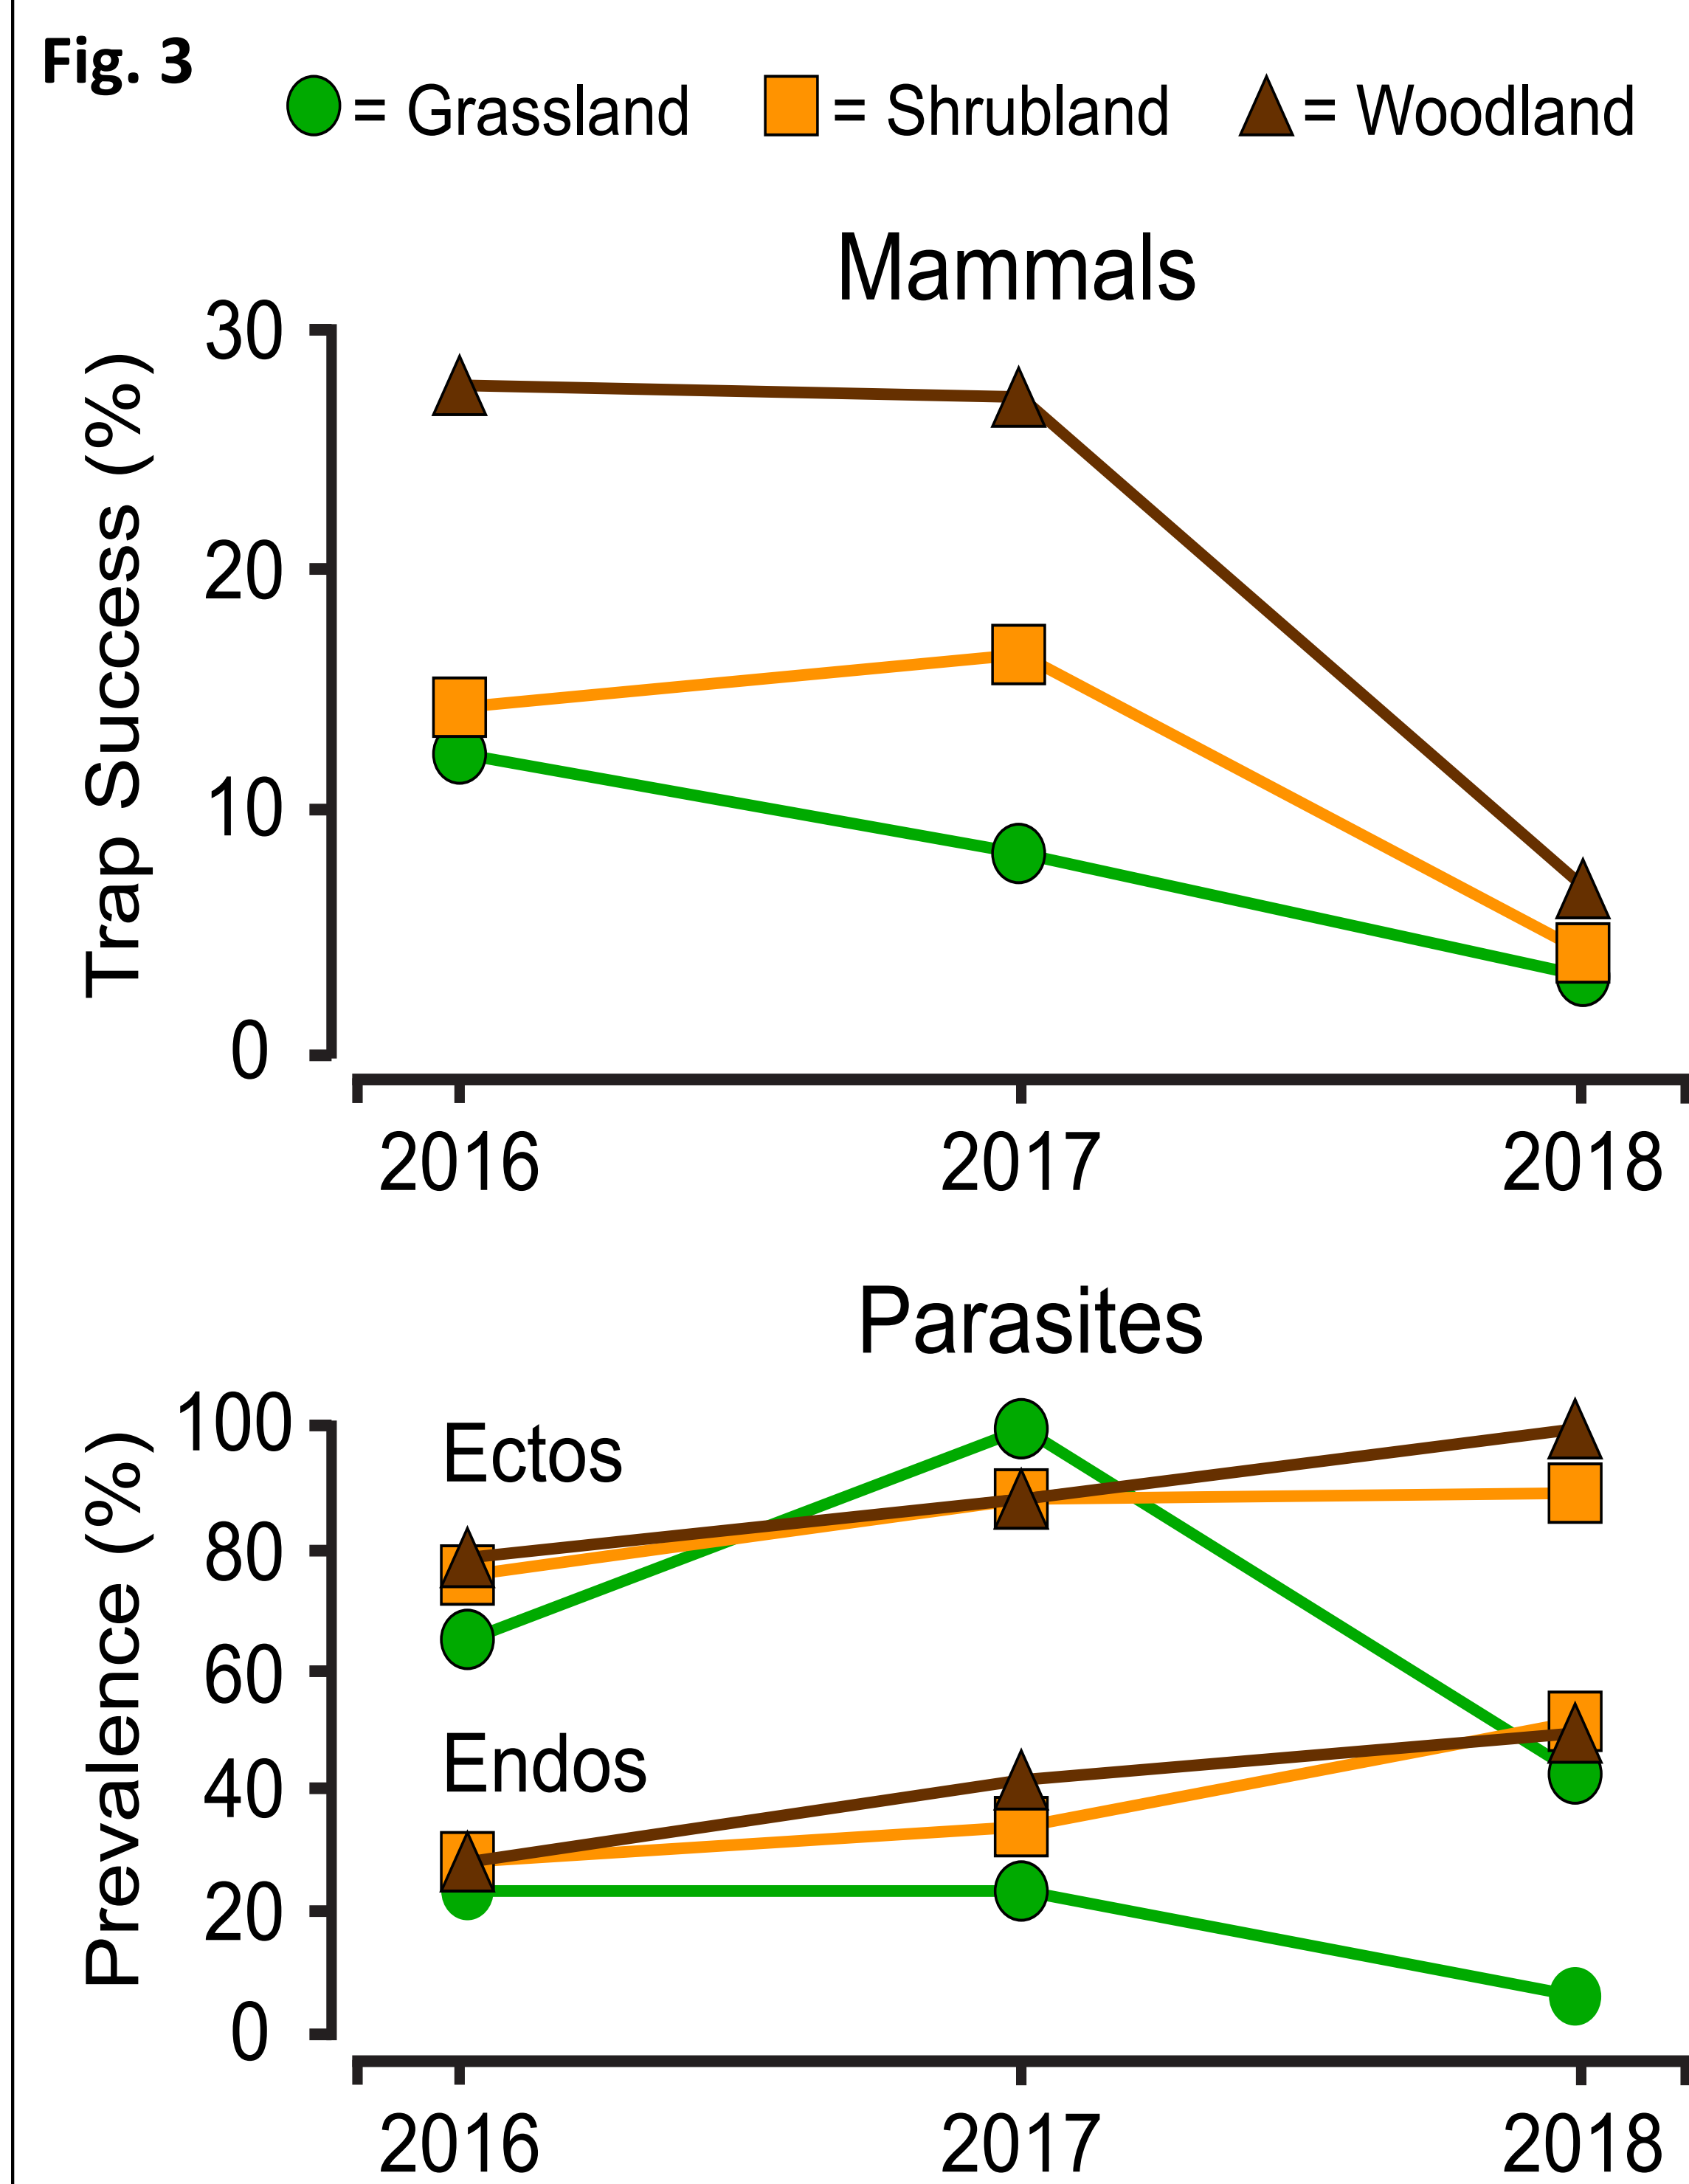 Fig. 3
= Grassland = Shrubland = Woodland
Mammals
Trap Success (%)
30
20
10
0
2016 2017 2018
Parasites
Prevalence (%)
100
80
60
40
20
0
Ectos
Endos
2016 2017 2018